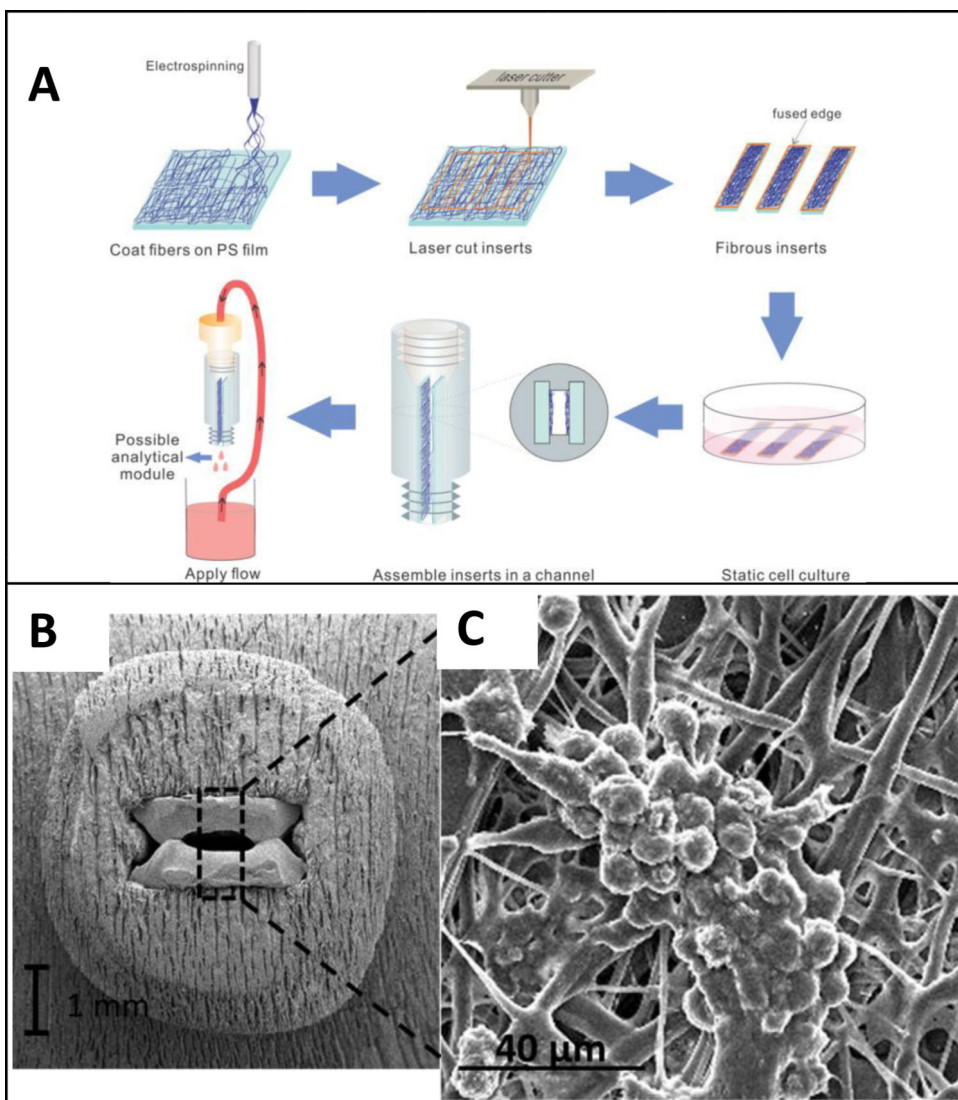 A
Electrospinning
Coat fibers on PS film
laser cutter
Laser cut inserts
fused edge
Fibrous inserts
Possible
analytical
module
Apply flow
Assemble inserts in a channel
Static cell culture
B
1 mm
C
40 μm